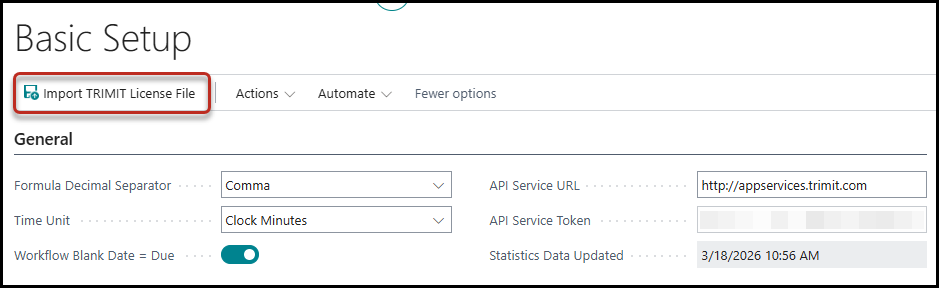 Basic Setup
Import TRIMIT License File Actions Automate Fewer options
General
Formula Decimal Separator Comma API Service URL http://appservices.trimit.com
Time Unit Clock Minutes API Service Token
Workflow Blank Date = Due Statistics Data Updated 3/18/2026 10:56 AM